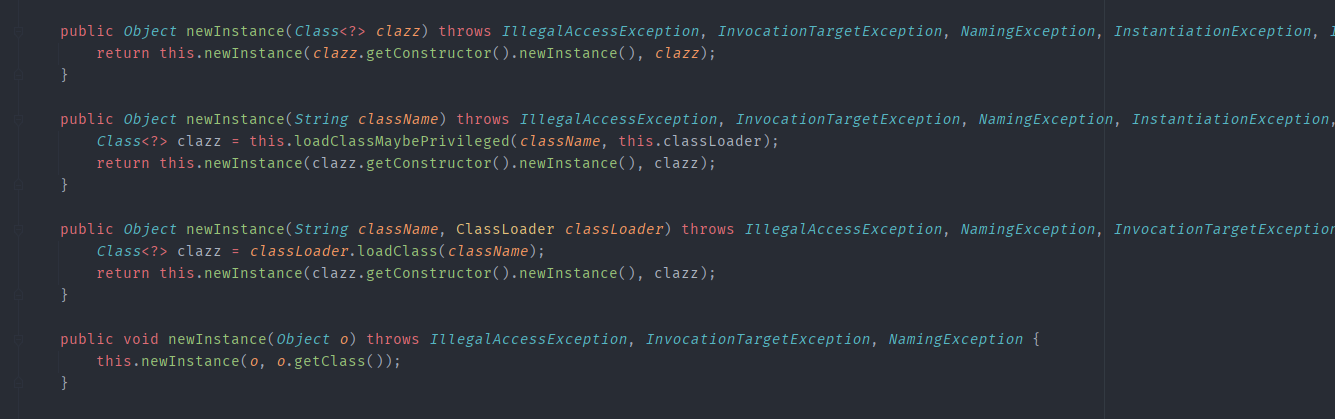 public Object newInstance(Class<?> clazz) throws IllegalAccessException, InvocationTargetException, NamingException, InstantiationException,
return this.newInstance(clazz.getConstructor().newInstance(), clazz);
}
public Object newInstance(String className) throws IllegalAccessException, InvocationTargetException, NamingException, InstantiationException,
Class<?> clazz = this.loadClassMaybePrivileged(className, this.classLoader);
return this.newInstance(clazz.getConstructor().newInstance(), clazz);
}
public Object newInstance(String className, ClassLoader classLoader) throws IllegalAccessException, NamingException, InvocationTargetException
Class<?> clazz = classLoader.loadClass(className);
return this.newInstance(clazz.getConstructor().newInstance(), clazz);
}
public void newInstance(Object o) throws IllegalAccessException, InvocationTargetException, NamingException {
this.newInstance(o, o.getClass());
}